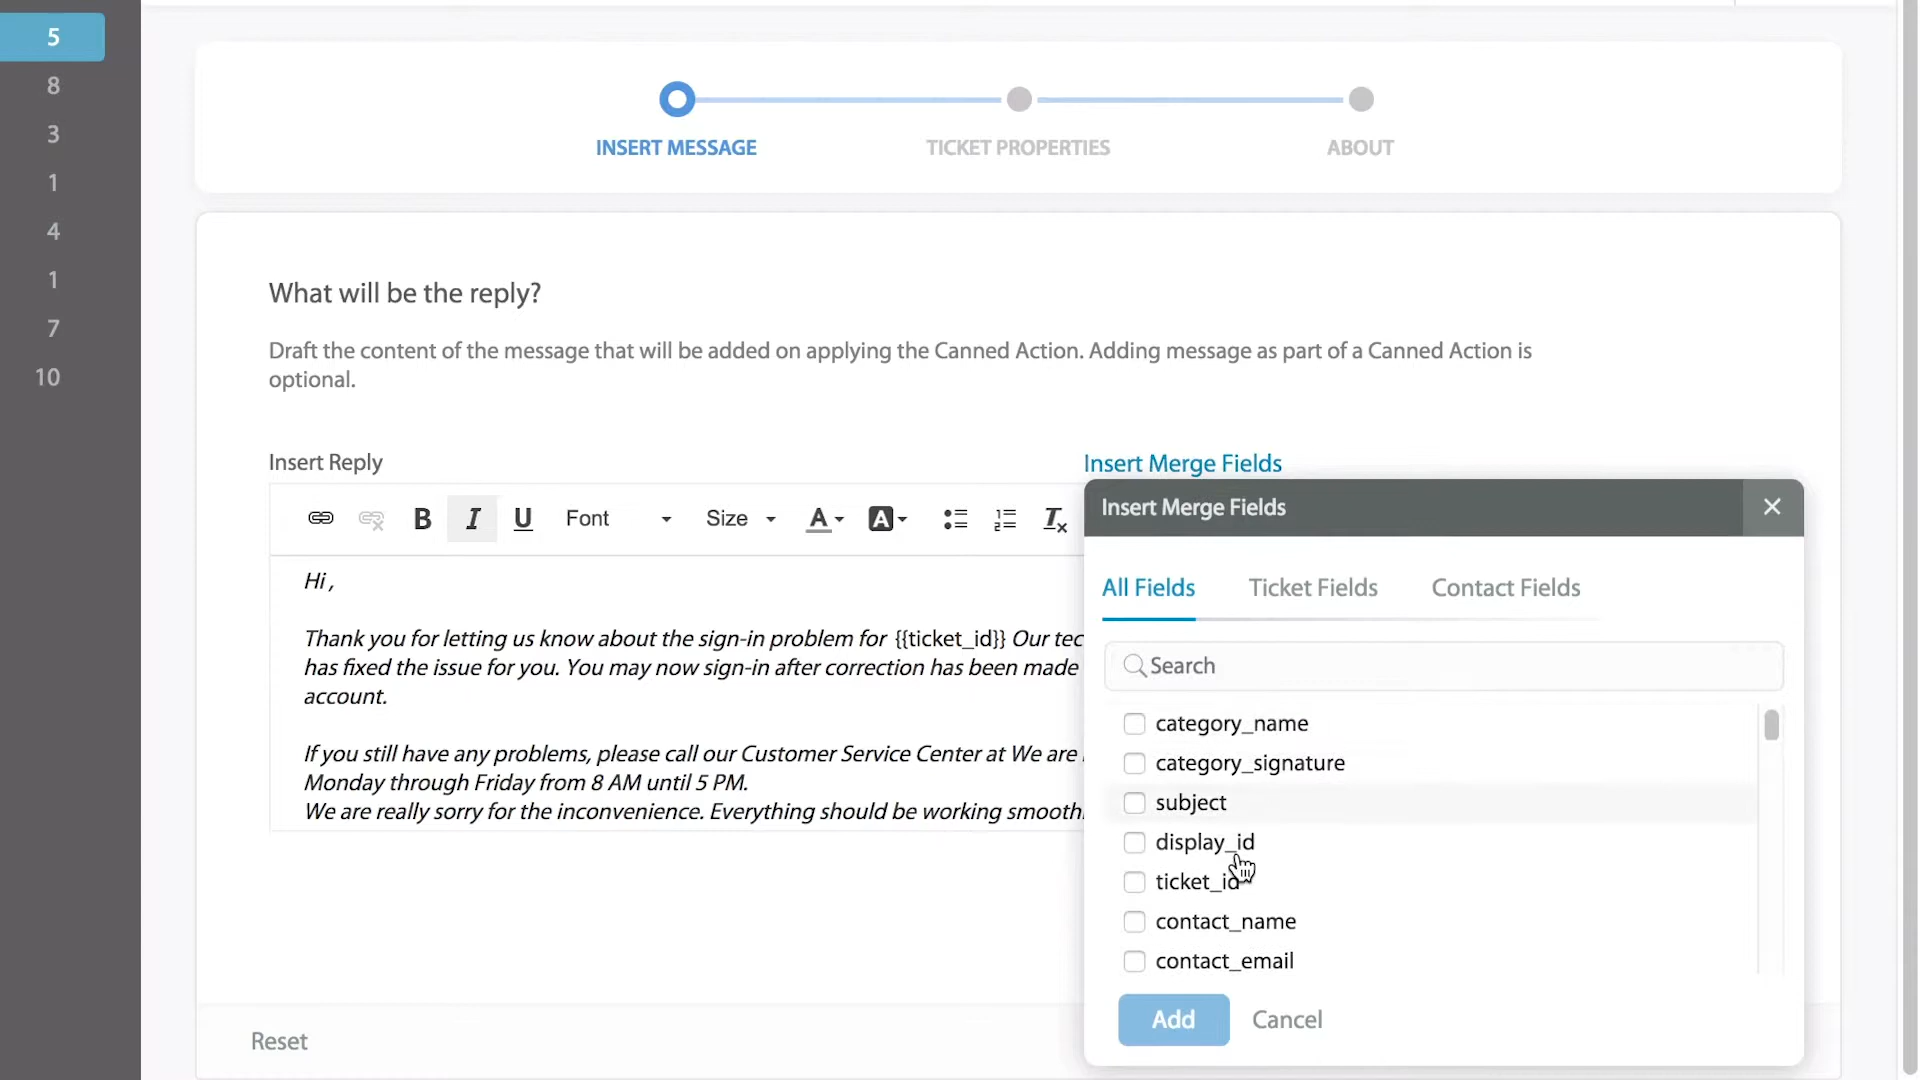 5
8
3
1
4
1
7
10
INSERT MESSAGE
TICKET PROPERTIES
ABOUT
What will be the reply?
Draft the content of the message that will be added on applying the Canned Action. Adding message as part of a Canned Action is
optional.
Insert Reply
Insert Merge Fields
B I U Font Size A A
Hi ,
Thank you for letting us know about the sign-in problem for {{ticket_id}} Our tec
has fixed the issue for you. You may now sign-in after correction has been made
account.
If you still have any problems, please call our Customer Service Center at We are
Monday through Friday from 8 AM until 5 PM.
We are really sorry for the inconvenience. Everything should be working smooth
Insert Merge Fields
All Fields
Ticket Fields
Contact Fields
Search
category_name
category_signature
subject
display_id
ticket_id
contact_name
contact_email
Add
Cancel
Reset